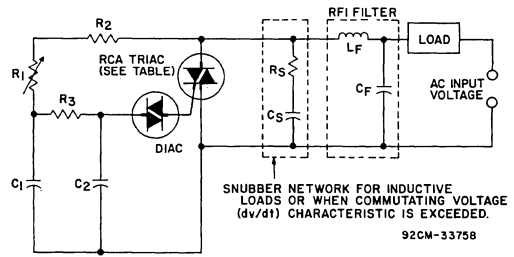 RFI FILTER
R2
LF
LOAD
RCA TRIAC
(SEE TABLE)
RS
R1
AC INPUT
VOLTAGE
CF
R3
CS
DIAC
C1
C2
SNUBBER NETWORK FOR INDUCTIVE
LOADS OR WHEN COMMUTATING VOLTAGE
(dv/dt) CHARACTERISTIC IS EXCEEDED.
92CM-33758